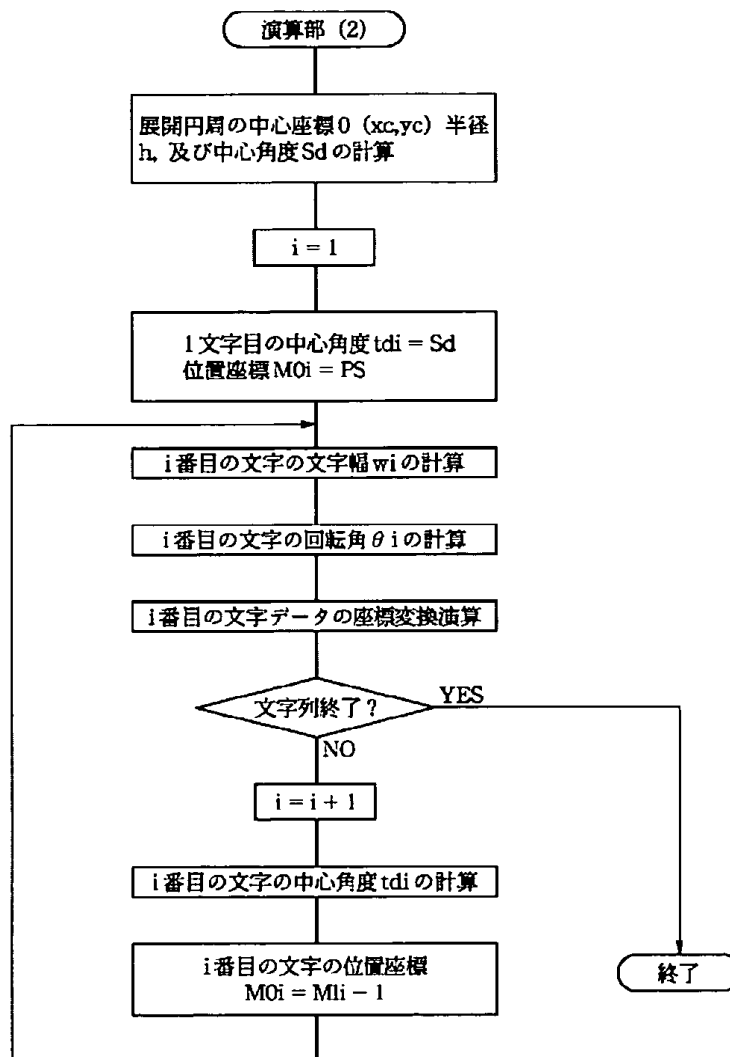 演算部 (2)
展開円周の中心座標0 (xc,yc) 半径
h, 及び中心角度Sdの計算
i = 1
1文字目の中心角度tdi = Sd
位置座標M0i = PS
i番目の文字の文字幅wiの計算
i番目の文字の回転角θiの計算
i番目の文字データの座標変換演算
文字列終了?
YES
NO
i = i + 1
i番目の文字の中心角度tdiの計算
i番目の文字の位置座標
M0i = M1i - 1
終了